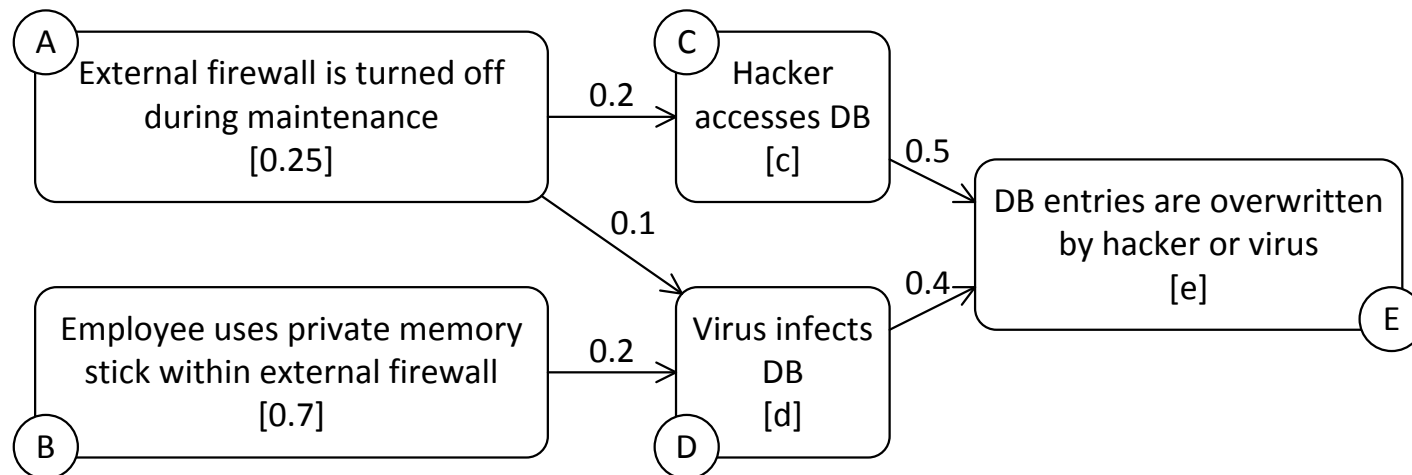 A
External firewall is turned off
during maintenance
[0.25]
0.2
0.1
C
Hacker
accesses DB
[c]
0.5
B
Employee uses private memory
stick within external firewall
[0.7]
0.2
D
Virus infects
DB
[d]
0.4
DB entries are overwritten
by hacker or virus
[e]
E